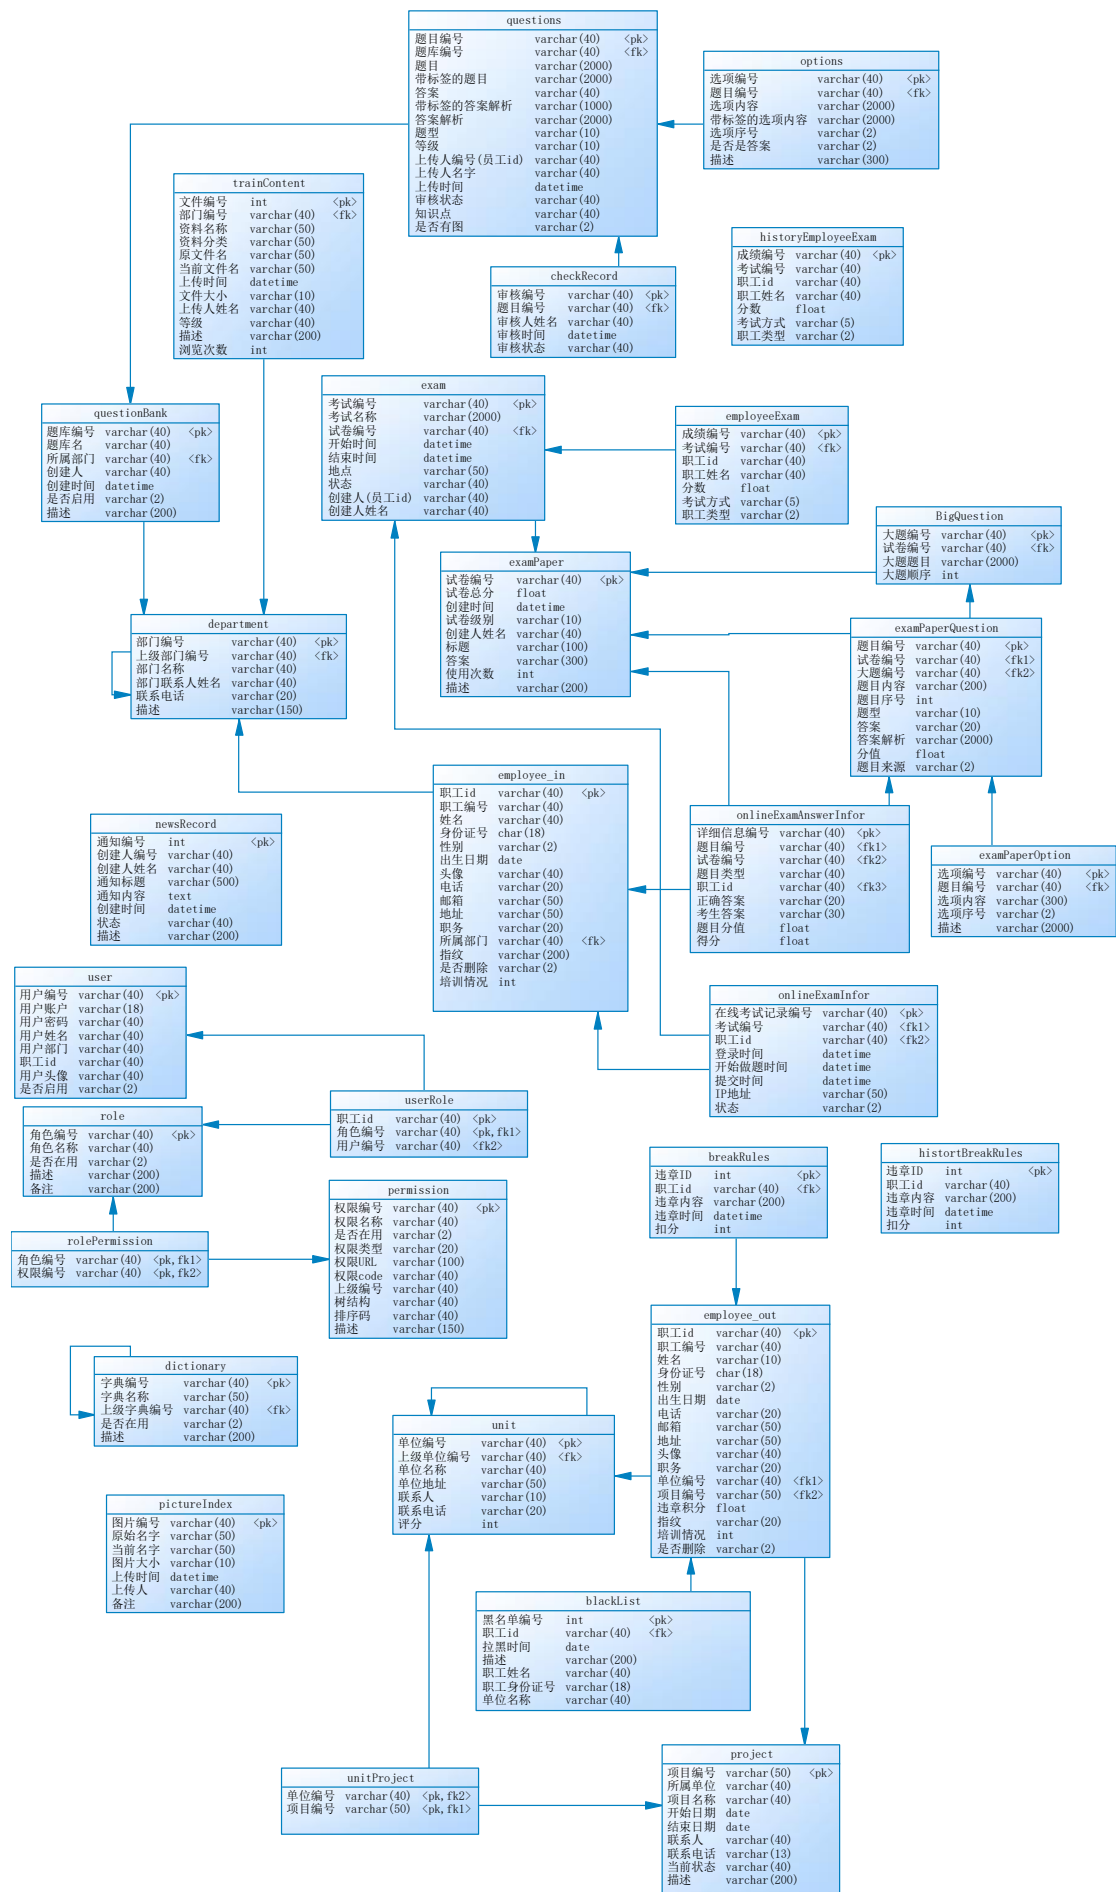 questions
题目编号 varchar(40) <pk>
题库编号 varchar(40) <fk>
题目 varchar(2000)
带标签的题目 varchar(2000)
答案 varchar(40)
带标签的答案解析 varchar(1000)
答案解析 varchar(2000)
题型 varchar(10)
等级 varchar(10)
上传人编号(员工id) varchar(40)
上传人名字 varchar(40)
上传时间 datetime
审核状态 varchar(40)
知识点 varchar(40)
是否有图 varchar(2)
options
选项编号 varchar(40) <pk>
题目编号 varchar(40) <fk>
选项内容 varchar(2000)
带标签的选项内容 varchar(2000)
选项序号 varchar(2)
是否是答案 varchar(2)
描述 varchar(300)
trainContent
文件编号 int <pk>
部门编号 varchar(40) <fk>
资料名称 varchar(50)
资料分类 varchar(50)
原文件名 varchar(50)
当前文件名 varchar(50)
上传时间 datetime
文件大小 varchar(10)
上传人姓名 varchar(40)
等级 varchar(40)
描述 varchar(200)
浏览次数 int
historyEmployeeExam
成绩编号 varchar(40) <pk>
考试编号 varchar(40)
职工id varchar(40)
职工姓名 varchar(40)
分数 float
考试方式 varchar(5)
职工类型 varchar(2)
checkRecord
审核编号 varchar(40) <pk>
题目编号 varchar(40) <fk>
审核人姓名 varchar(40)
审核时间 datetime
审核状态 varchar(40)
exam
考试编号 varchar(40) <pk>
考试名称 varchar(2000)
试卷编号 varchar(40) <fk>
开始时间 datetime
结束时间 datetime
地点 varchar(50)
状态 varchar(40)
创建人(员工id) varchar(40)
创建人姓名 varchar(40)
questionBank
题库编号 varchar(40) <pk>
题库名 varchar(40)
所属部门 varchar(40) <fk>
创建人 varchar(40)
创建时间 datetime
是否启用 varchar(2)
描述 varchar(200)
employeeExam
成绩编号 varchar(40) <pk>
考试编号 varchar(40) <fk>
职工id varchar(40)
职工姓名 varchar(40)
分数 float
考试方式 varchar(5)
职工类型 varchar(2)
BigQuestion
大题编号 varchar(40) <pk>
试卷编号 varchar(40) <fk>
大题题目 varchar(2000)
大题顺序 int
examPaper
试卷编号 varchar(40) <pk>
试卷总分 float
创建时间 datetime
试卷级别 varchar(10)
创建人姓名 varchar(40)
标题 varchar(100)
答案 varchar(300)
使用次数 int
描述 varchar(200)
department
部门编号 varchar(40) <pk>
上级部门编号 varchar(40) <fk>
部门名称 varchar(40)
部门联系人姓名 varchar(40)
联系电话 varchar(20)
描述 varchar(150)
examPaperQuestion
题目编号 varchar(40) <pk>
试卷编号 varchar(40) <fk1>
大题编号 varchar(40) <fk2>
题目内容 varchar(200)
题目序号 int
题型 varchar(10)
答案 varchar(20)
答案解析 varchar(2000)
分值 float
题目来源 varchar(2)
employee_in
职工id varchar(40) <pk>
职工编号 varchar(40)
姓名 varchar(40)
身份证号 char(18)
性别 varchar(2)
出生日期 date
头像 varchar(40)
电话 varchar(20)
邮箱 varchar(50)
地址 varchar(50)
职务 varchar(20)
所属部门 varchar(40) <fk>
指纹 varchar(200)
是否删除 varchar(2)
培训情况 int
onlineExamAnswerInfor
详细信息编号 varchar(40) <pk>
题目编号 varchar(40) <fk1>
试卷编号 varchar(40) <fk2>
题目类型 varchar(40)
职工id varchar(40) <fk3>
正确答案 varchar(20)
考生答案 varchar(30)
题目分值 float
得分 float
newsRecord
通知编号 int <pk>
创建人编号 varchar(40)
创建人姓名 varchar(40)
通知标题 varchar(500)
通知内容 text
创建时间 datetime
状态 varchar(40)
描述 varchar(200)
examPaperOption
选项编号 varchar(40) <pk>
题目编号 varchar(40) <fk>
选项内容 varchar(300)
选项序号 varchar(2)
描述 varchar(2000)
user
用户编号 varchar(40) <pk>
用户账户 varchar(18)
用户密码 varchar(40)
用户姓名 varchar(40)
用户部门 varchar(40)
职工id varchar(40)
用户头像 varchar(40)
是否启用 varchar(2)
onlineExamInfor
在线考试记录编号 varchar(40) <pk>
考试编号 varchar(40) <fk1>
职工id varchar(40) <fk2>
登录时间 datetime
开始做题时间 datetime
提交时间 datetime
IP地址 varchar(50)
状态 varchar(2)
userRole
职工id varchar(40) <pk>
角色编号 varchar(40) <pk,fk1>
用户编号 varchar(40) <fk2>
role
角色编号 varchar(40) <pk>
角色名称 varchar(40)
是否在用 varchar(2)
描述 varchar(200)
备注 varchar(200)
breakRules
违章ID int <pk>
职工id varchar(40) <fk>
违章内容 varchar(200)
违章时间 datetime
扣分 int
histortBreakRules
违章ID int <pk>
职工id varchar(40)
违章内容 varchar(200)
违章时间 datetime
扣分 int
permission
权限编号 varchar(40) <pk>
权限名称 varchar(40)
是否在用 varchar(2)
权限类型 varchar(20)
权限URL varchar(100)
权限code varchar(40)
上级编号 varchar(40)
树结构 varchar(40)
排序码 varchar(40)
描述 varchar(150)
rolePermission
角色编号 varchar(40) <pk,fk1>
权限编号 varchar(40) <pk,fk2>
employee_out
职工id varchar(40) <pk>
职工编号 varchar(40)
姓名 varchar(10)
身份证号 char(18)
性别 varchar(2)
出生日期 date
电话 varchar(20)
邮箱 varchar(50)
地址 varchar(50)
头像 varchar(40)
职务 varchar(20)
单位编号 varchar(40) <fk1>
项目编号 varchar(50) <fk2>
违章积分 float
指纹 varchar(20)
培训情况 int
是否删除 varchar(2)
dictionary
字典编号 varchar(40) <pk>
字典名称 varchar(50)
上级字典编号 varchar(40) <fk>
是否在用 varchar(2)
描述 varchar(200)
unit
单位编号 varchar(40) <pk>
上级单位编号 varchar(40) <fk>
单位名称 varchar(40)
单位地址 varchar(50)
联系人 varchar(10)
联系电话 varchar(20)
评分 int
pictureIndex
图片编号 varchar(40) <pk>
原始名字 varchar(50)
当前名字 varchar(50)
图片大小 varchar(10)
上传时间 datetime
上传人 varchar(40)
备注 varchar(200)
blackList
黑名单编号 int <pk>
职工id varchar(40) <fk>
拉黑时间 date
描述 varchar(200)
职工姓名 varchar(40)
职工身份证号 varchar(18)
单位名称 varchar(40)
project
项目编号 varchar(50) <pk>
所属单位 varchar(40)
项目名称 varchar(40)
开始日期 date
结束日期 date
联系人 varchar(40)
联系电话 varchar(13)
当前状态 varchar(40)
描述 varchar(200)
unitProject
单位编号 varchar(40) <pk,fk2>
项目编号 varchar(50) <pk,fk1>